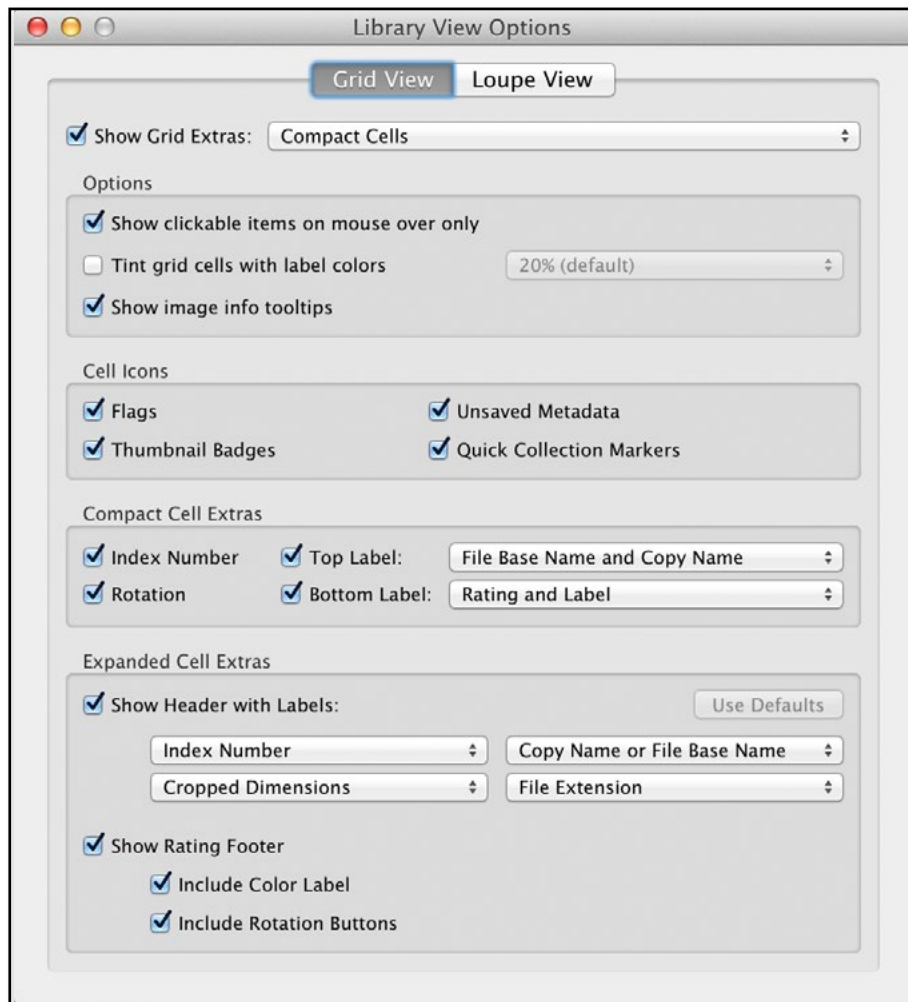 Library View Options
Grid View Loupe View
Show Grid Extras: Compact Cells
Options
Show clickable items on mouse over only
Tint grid cells with label colors 20% (default)
Show image info tooltips
Cell Icons
Flags Unsaved Metadata
Thumbnail Badges Quick Collection Markers
Compact Cell Extras
Index Number Top Label: File Base Name and Copy Name
Rotation Bottom Label: Rating and Label
Expanded Cell Extras
Show Header with Labels: Use Defaults
Index Number Copy Name or File Base Name
Cropped Dimensions File Extension
Show Rating Footer
Include Color Label
Include Rotation Buttons